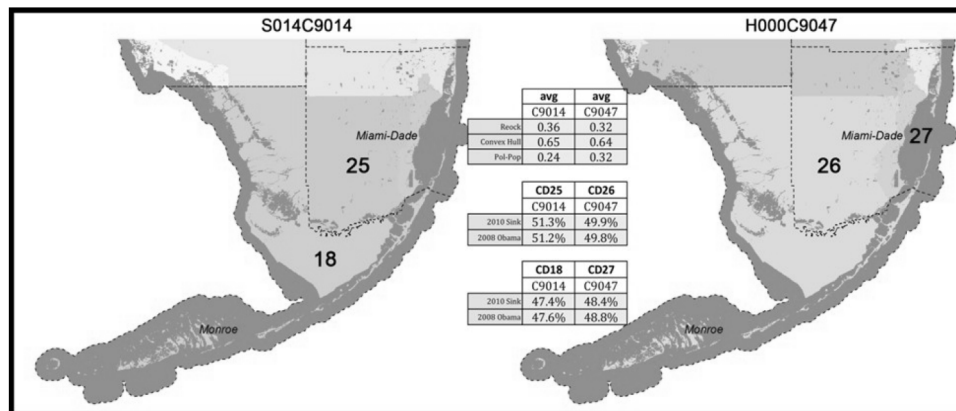 S014C9014
H000C9047
Miami-Dade
25
18
Monroe
avg avg
C9014 C9047
Reock 0.36 0.32
Convex Hull 0.65 0.64
Pol-Pop 0.24 0.32
CD25 CD26
C9014 C9047
2010 Sink 51.3% 49.9%
2008 Obama 51.2% 49.8%
CD18 CD27
C9014 C9047
2010 Sink 47.4% 48.4%
2008 Obama 47.6% 48.8%
Miami-Dade 27
26
Monroe